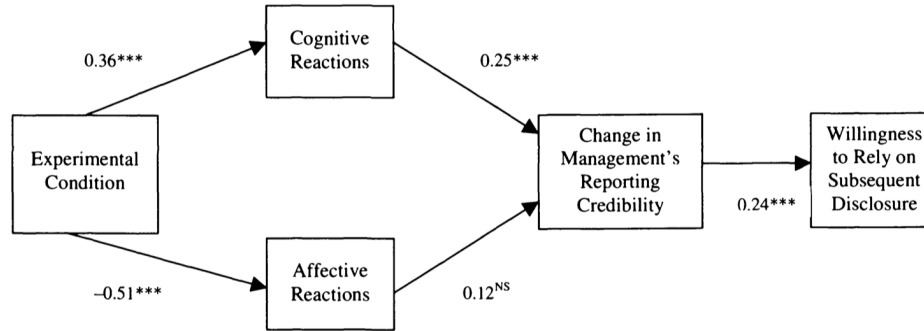 Cognitive
Reactions
0.36***
0.25***
Experimental
Condition
Change in
Management's
Reporting
Credibility
Willingness
to Rely on
Subsequent
Disclosure
0.24***
Affective
Reactions
–0.51***
0.12NS